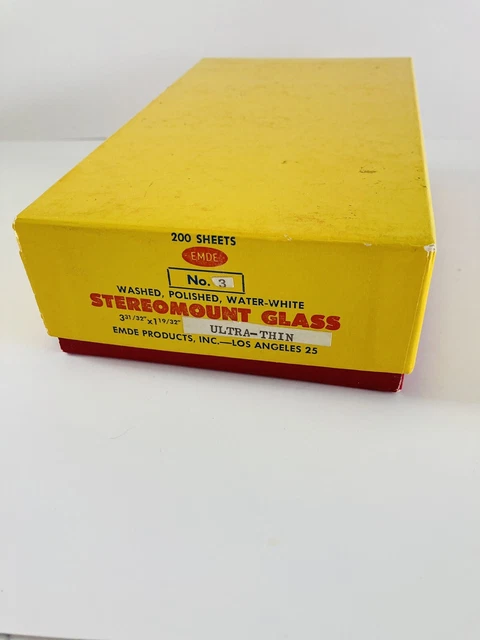 200 SHEETS
EMDE
No. 3
WASHED, POLISHED, WATER-WHITE
STEREOMOUNT GLASS
3 31/32" x 1 19/32" ULTRA-THIN
EMDE PRODUCTS, INC.—LOS ANGELES 25